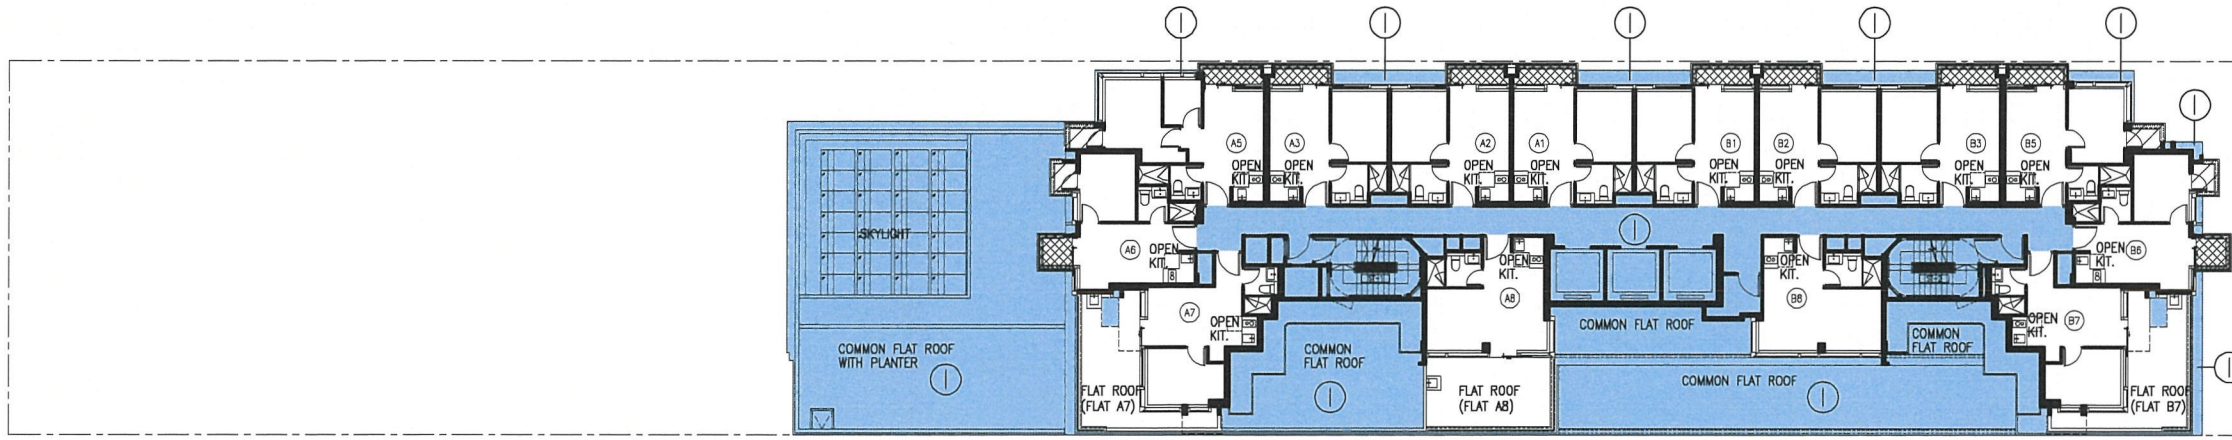 I
I
I
I
I
I
A5
A3
A2
A1
B1
B2
B3
B5
OPEN
KIT.
OPEN
KIT.
OPEN
KIT.
OPEN
KIT.
OPEN
KIT.
OPEN
KIT.
OPEN
KIT.
OPEN
KIT.
SKYLIGHT
A6
OPEN
KIT.
I
OPEN
KIT.
OPEN
KIT.
OPEN
KIT.
B6
A8
B8
A7
OPEN
KIT.
OPEN
KIT.
B7
COMMON FLAT ROOF
WITH PLANTER
I
COMMON
FLAT ROOF
I
COMMON FLAT ROOF
COMMON
FLAT ROOF
COMMON FLAT ROOF
I
FLAT ROOF
(FLAT A7)
FLAT ROOF
(FLAT A8)
FLAT ROOF
(FLAT B7)
I